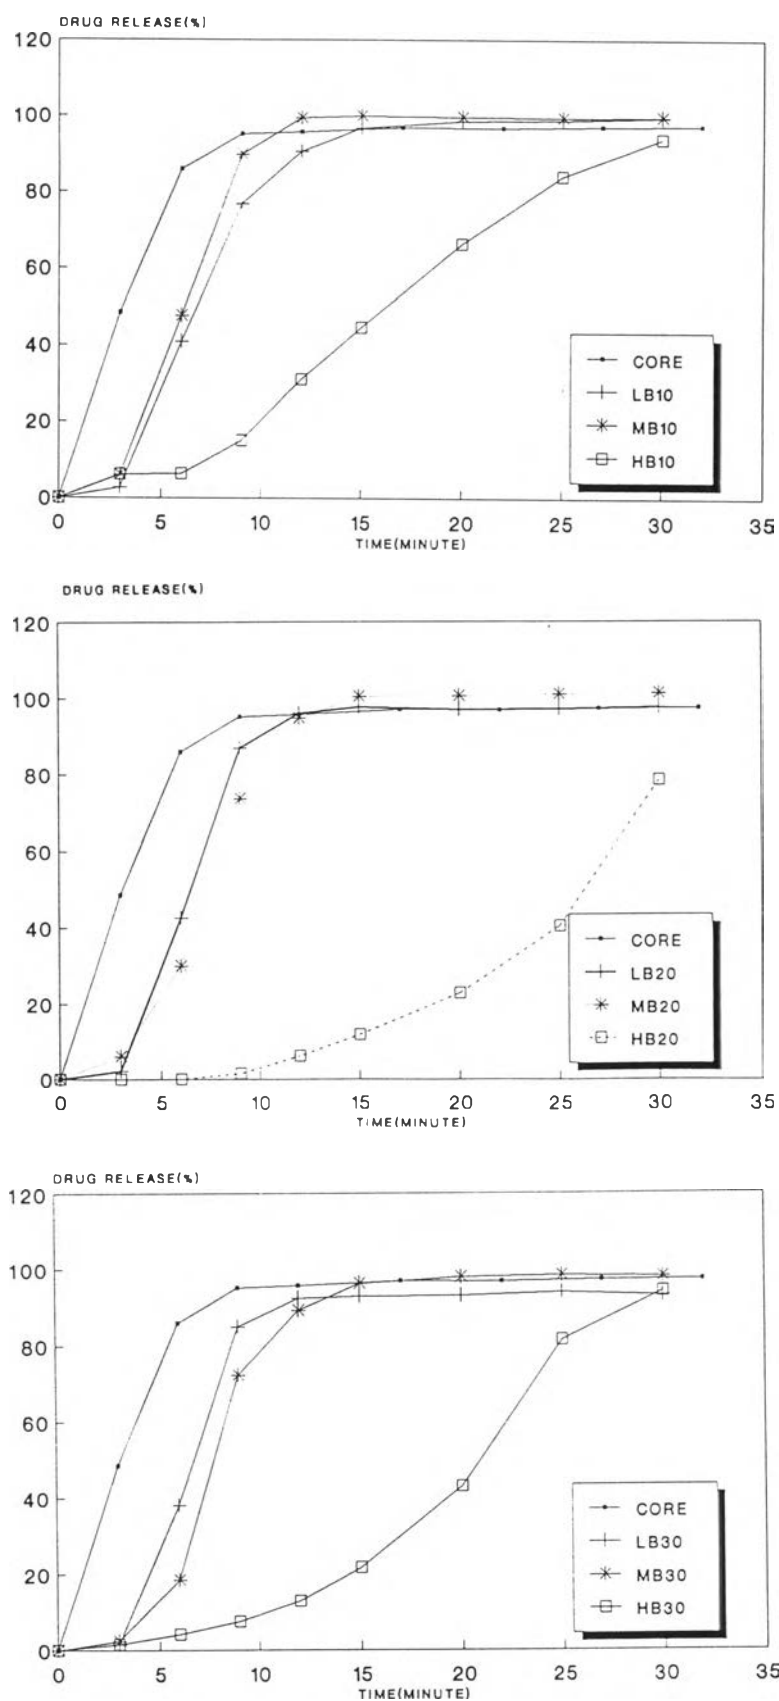 DRUG RELEASE(%)
120
100
80
60
40
20
0
0 5 10 15 20 25 30 35
TIME(MINUTE)
CORE
LB10
MB10
HB10
DRUG RELEASE(%)
120
100
80
60
40
20
0
0 5 10 15 20 25 30 35
TIME(MINUTE)
CORE
LB20
MB20
HB20
DRUG RELEASE(%)
120
100
80
60
40
20
0
0 5 10 15 20 25 30 35
TIME(MINUTE)
CORE
LB30
MB30
HB30